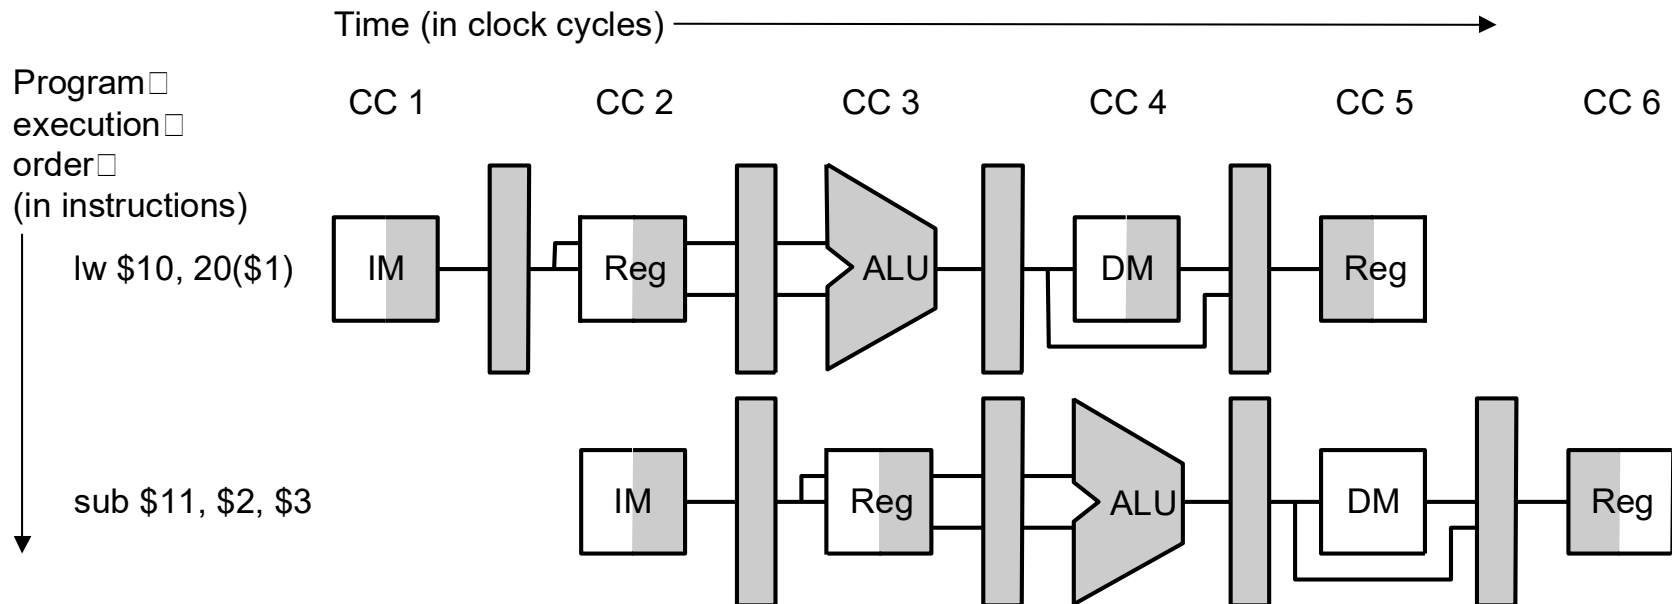 Time (in clock cycles)
Program□
execution□
order□
(in instructions)
CC 1 CC 2 CC 3 CC 4 CC 5 CC 6
lw $10, 20($1) IM Reg ALU DM Reg
sub $11, $2, $3 IM Reg ALU DM Reg